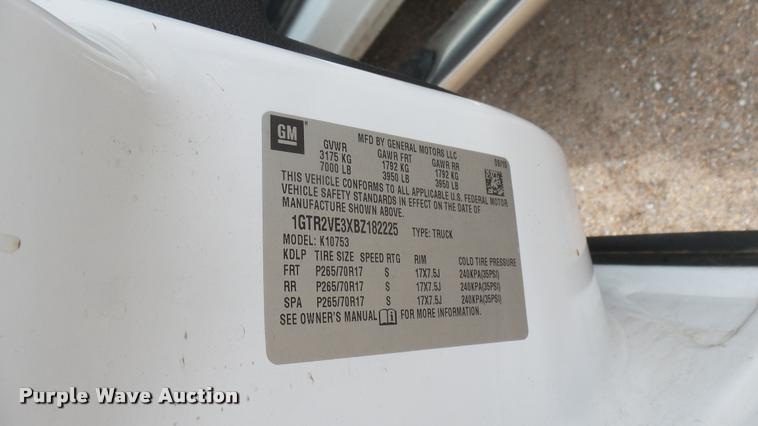 GM
MFD BY GENERAL MOTORS LLC
GVWR GAWR FRT GAWR RR
3175 KG 1792 KG 1792 KG
7000 LB 3950 LB 3950 LB
THIS VEHICLE CONFORMS TO ALL APPLICABLE U.S. FEDERAL MOTOR
VEHICLE SAFETY STANDARDS IN EFFECT ON THE DATE OF
MANUFACTURE SHOWN ABOVE.
1GTR2VE3XBZ182225 TYPE: TRUCK
MODEL: K10753
KDLP TIRE SIZE SPEED RTG RIM COLD TIRE PRESSURE
FRT P265/70R17 S 17X7.5J 240KPA(35PSI)
RR P265/70R17 S 17X7.5J 240KPA(35PSI)
SPA P265/70R17 S 17X7.5J 240KPA(35PSI)
SEE OWNER'S MANUAL FOR MORE INFORMATION.
Purple Wave Auction